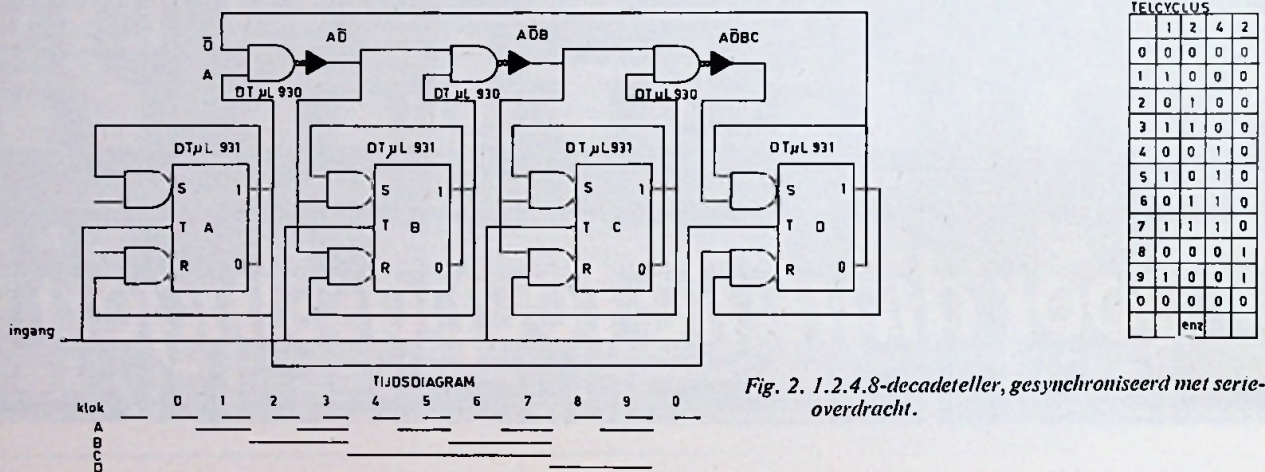 D̅
A
AD̅
AD̅B
AD̅BC
DTμL 930
DTμL 930
DTμL 930
DTμL 931
DTμL 931
DTμL 931
DTμL 931
S 1
T A
R 0
S 1
T B
R 0
S 1
T C
R 0
S 1
T D
R 0
ingang
TIJDSDIAGRAM
klok 0 1 2 3 4 5 6 7 8 9 0
A
B
C
D
TELCYCLUS
1 2 4 2
0 0 0 0 0
1 1 0 0 0
2 0 1 0 0
3 1 1 0 0
4 0 0 1 0
5 1 0 1 0
6 0 1 1 0
7 1 1 1 0
8 0 0 0 1
9 1 0 0 1
0 0 0 0 0
enz
Fig. 2. 1.2.4.8-decadeteller, gesynchroniseerd met serie-
overdracht.